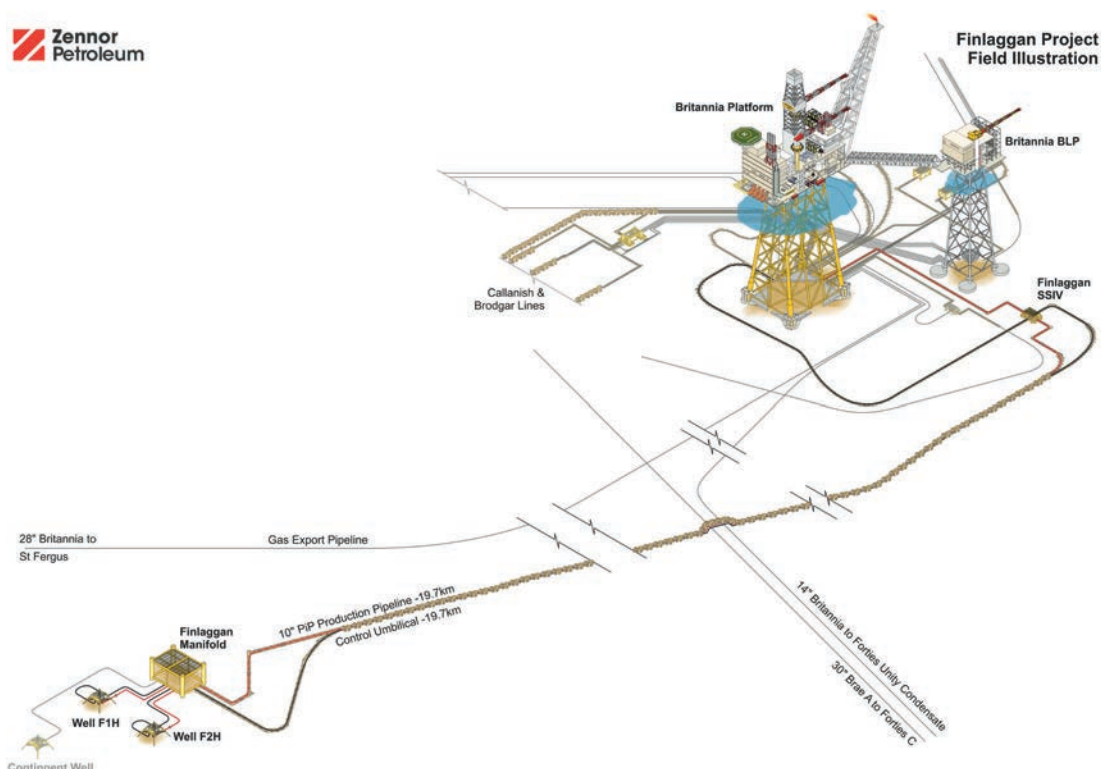 Zennor
Petroleum
Finlaggan Project
Field Illustration
Britannia Platform
Britannia BLP
Callanish &
Brodgar Lines
Finlaggan
SSIV
28" Britannia to
St Fergus
Gas Export Pipeline
10" PiP Production Pipeline -19.7km
Control Umbilical -19.7km
Finlaggan
Manifold
14" Britannia to Forties Unity Condensate
30" Brae A to Forties C
Well F1H
Well F2H
Contingent Well